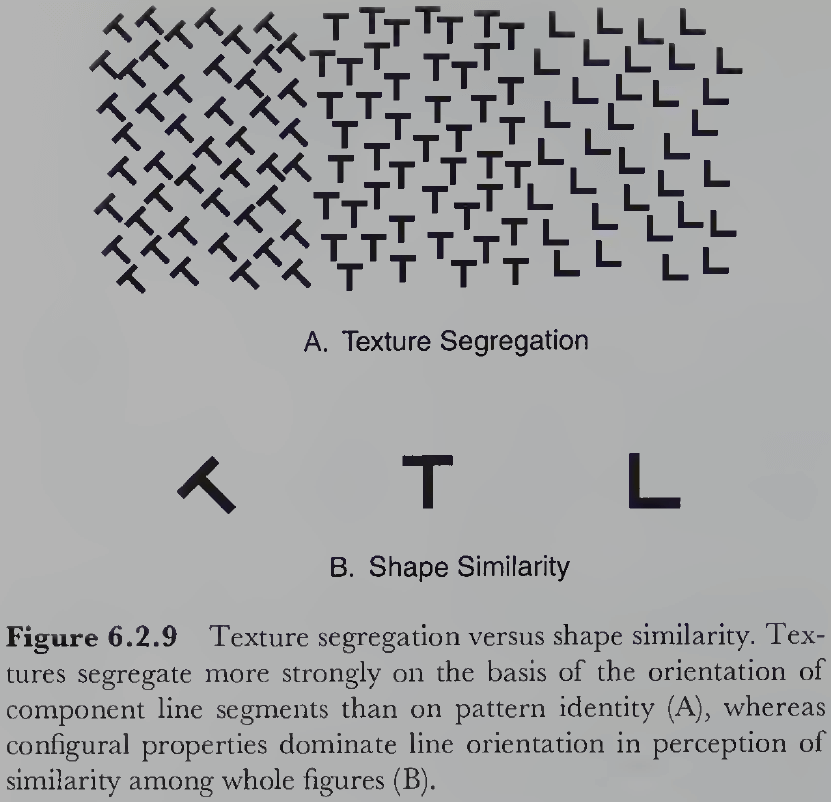 A. Texture Segregation
T T L
B. Shape Similarity
Figure 6.2.9 Texture segregation versus shape similarity. Tex-
tures segregate more strongly on the basis of the orientation of
component line segments than on pattern identity (A), whereas
configural properties dominate line orientation in perception of
similarity among whole figures (B).